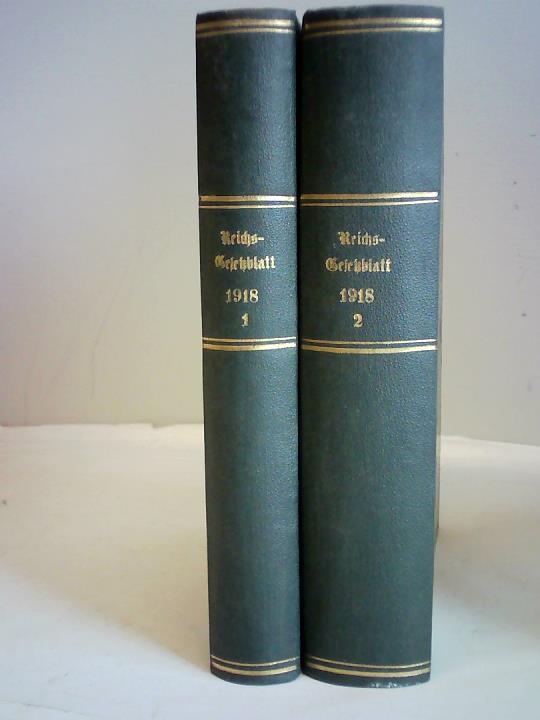 Reichs-
Gesetzblatt
1918
1
Reichs-
Gesetzblatt
1918
2